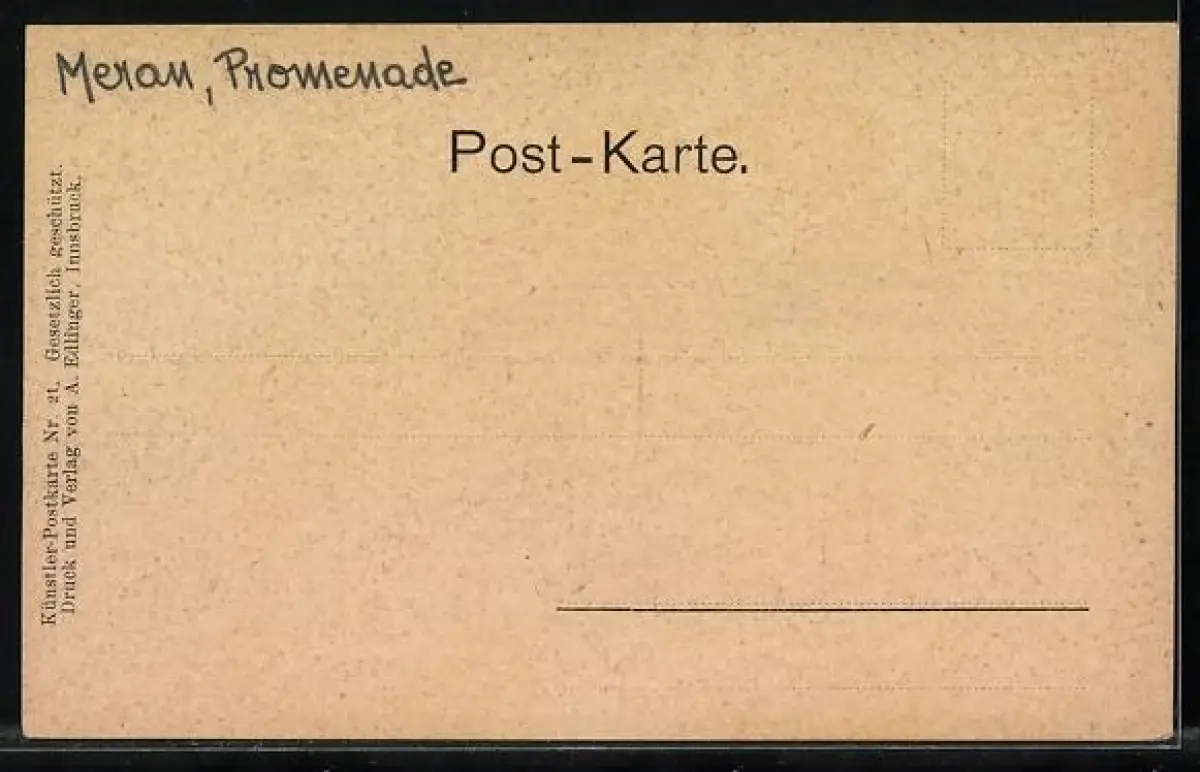 Meran, Promenade
Post-Karte.
Künstler-Postkarte Nr. 21. Gesetzlich geschützt.
Druck und Verlag von A. Edlinger, Innsbruck.